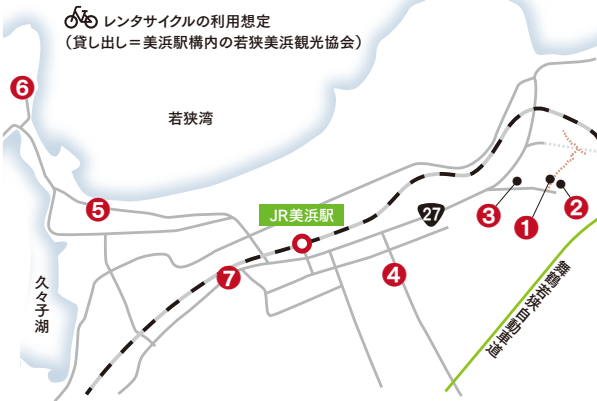 レンタサイクルの利用想定
（貸し出し＝美浜駅構内の若狭美浜観光協会）
6
若狭湾
5
JR美浜駅
27
3
1
2
7
4
久々子湖
舞鶴若狭自動車道